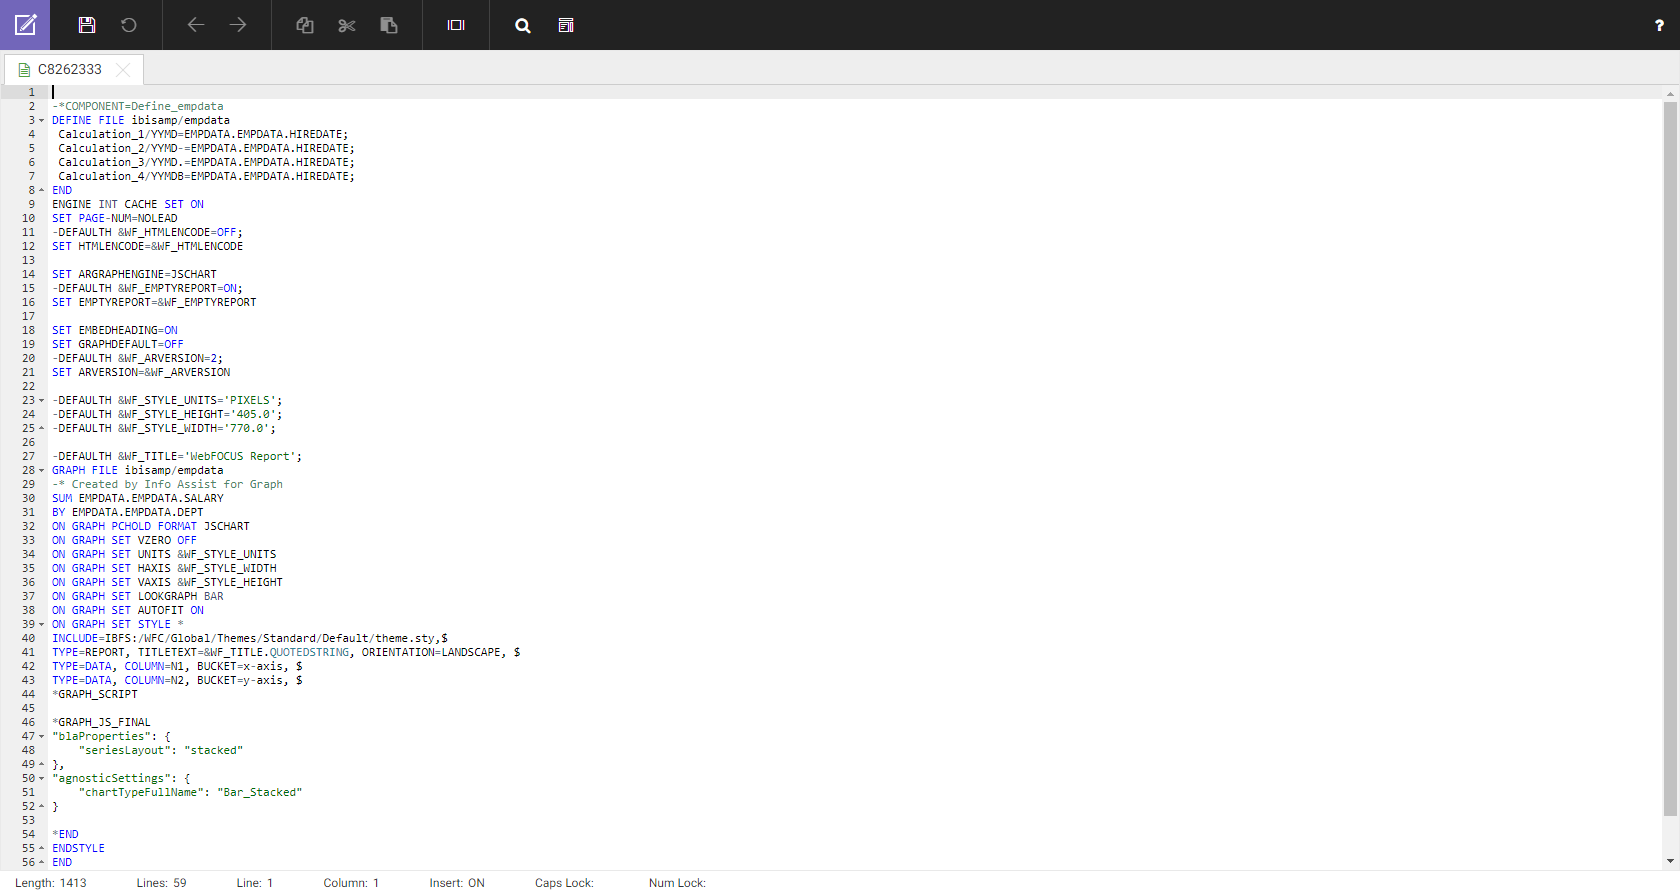 ?
C8262333
1
2 -*COMPONENT=Define_empdata
3 DEFINE FILE ibisamp/empdata
4 Calculation_1/YYMD=EMPDATA.EMPDATA.HIREDATE;
5 Calculation_2/YYMD-=EMPDATA.EMPDATA.HIREDATE;
6 Calculation_3/YYMD.=EMPDATA.EMPDATA.HIREDATE;
7 Calculation_4/YYMDB=EMPDATA.EMPDATA.HIREDATE;
8 END
9 ENGINE INT CACHE SET ON
10 SET PAGE-NUM=NOLEAD
11 -DEFAULTH &WF_HTMLENCODE=OFF;
12 SET HTMLENCODE=&WF_HTMLENCODE
13
14 SET ARGRAPHENGINE=JSCHART
15 -DEFAULTH &WF_EMPTYREPORT=ON;
16 SET EMPTYREPORT=&WF_EMPTYREPORT
17
18 SET EMBEDHEADING=ON
19 SET GRAPHDEFAULT=OFF
20 -DEFAULTH &WF_ARVERSION=2;
21 SET ARVERSION=&WF_ARVERSION
22
23 -DEFAULTH &WF_STYLE_UNITS='PIXELS';
24 -DEFAULTH &WF_STYLE_HEIGHT='405.0';
25 -DEFAULTH &WF_STYLE_WIDTH='770.0';
26
27 -DEFAULTH &WF_TITLE='WebFOCUS Report';
28 GRAPH FILE ibisamp/empdata
29 -* Created by Info Assist for Graph
30 SUM EMPDATA.EMPDATA.SALARY
31 BY EMPDATA.EMPDATA.DEPT
32 ON GRAPH PCHOLD FORMAT JSCHART
33 ON GRAPH SET VZERO OFF
34 ON GRAPH SET UNITS &WF_STYLE_UNITS
35 ON GRAPH SET HAXIS &WF_STYLE_WIDTH
36 ON GRAPH SET VAXIS &WF_STYLE_HEIGHT
37 ON GRAPH SET LOOKGRAPH BAR
38 ON GRAPH SET AUTOFIT ON
39 ON GRAPH SET STYLE *
40 INCLUDE=IBFS:/WFC/Global/Themes/Standard/Default/theme.sty,$
41 TYPE=REPORT, TITLETEXT=&WF_TITLE.QUOTEDSTRING, ORIENTATION=LANDSCAPE, $
42 TYPE=DATA, COLUMN=N1, BUCKET=x-axis, $
43 TYPE=DATA, COLUMN=N2, BUCKET=y-axis, $
44 *GRAPH_SCRIPT
45
46 *GRAPH_JS_FINAL
47 "blaProperties": {
48 "seriesLayout": "stacked"
49 },
50 "agnosticSettings": {
51 "chartTypeFullName": "Bar_Stacked"
52 }
53
54 *END
55 ENDSTYLE
56 END
Length: 1413 Lines: 59 Line: 1 Column: 1 Insert: ON Caps Lock: Num Lock: